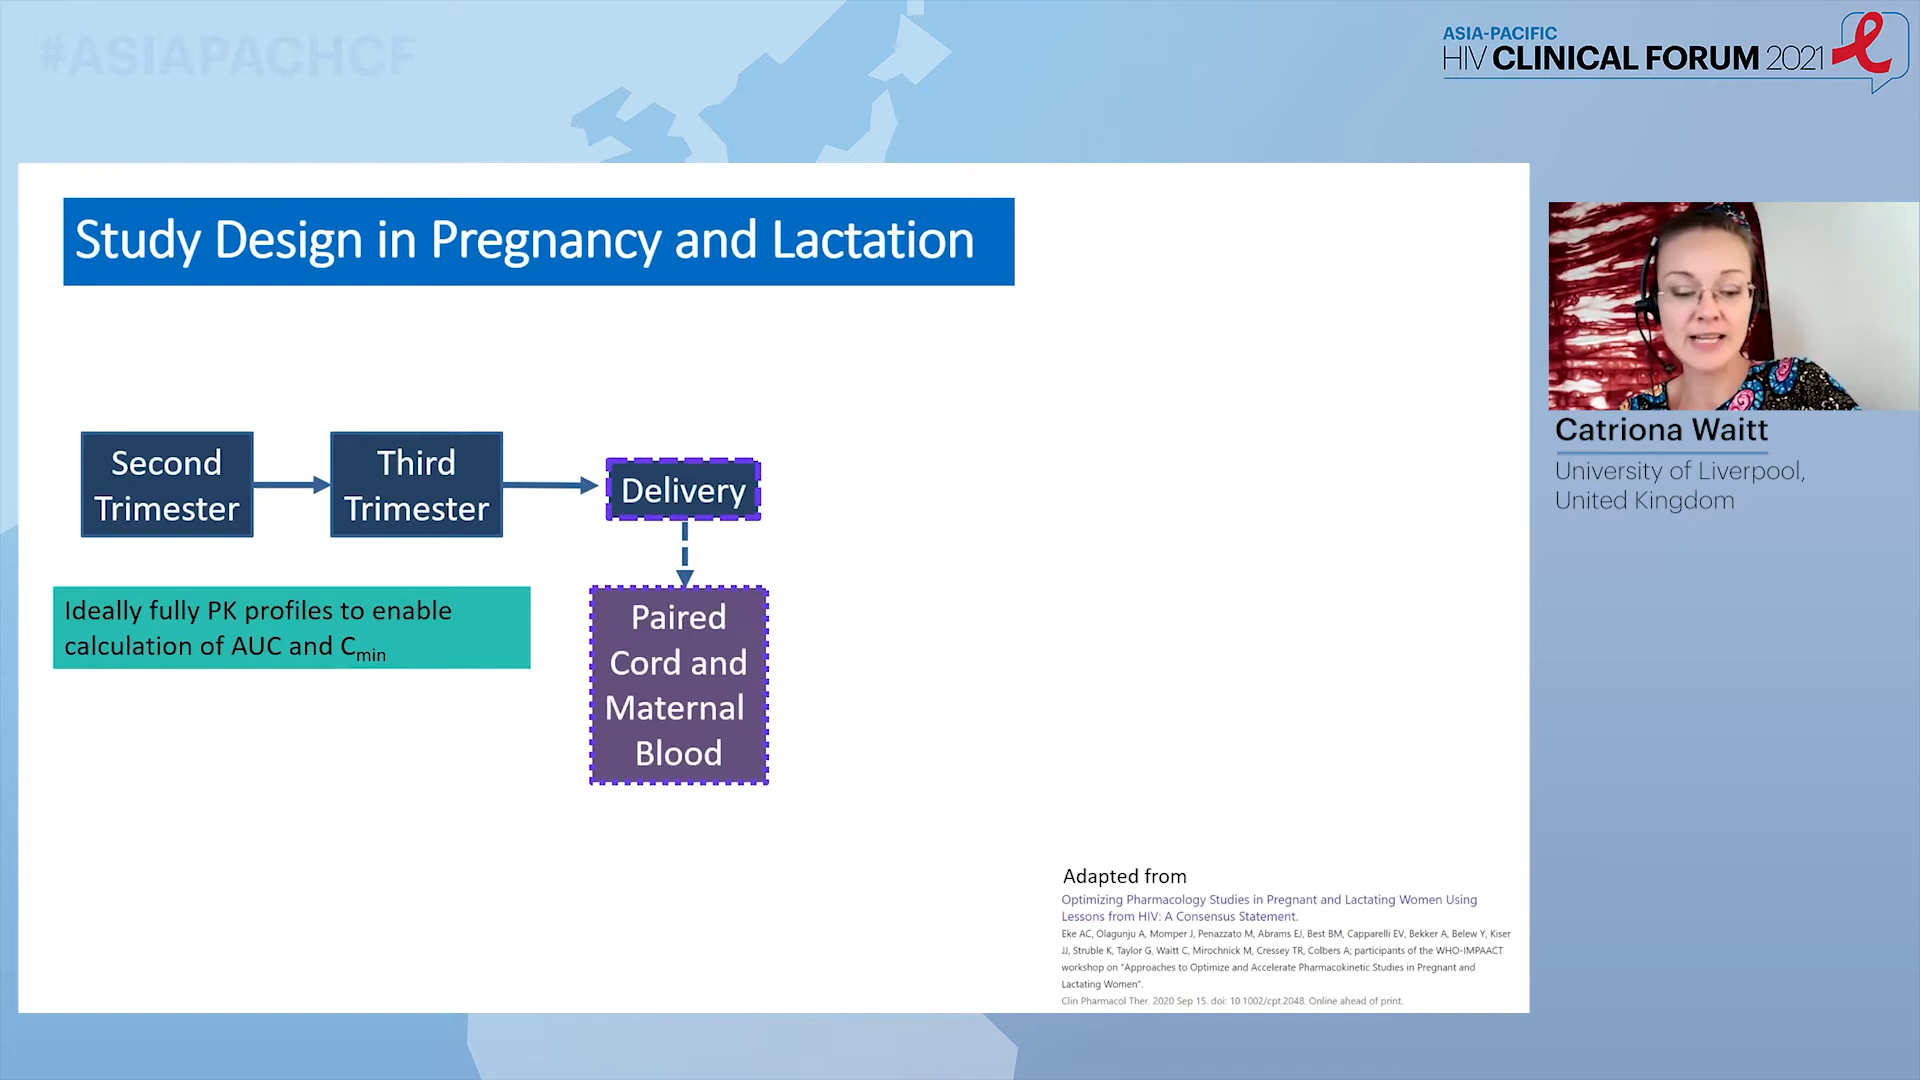 #ASIAPACHCF
ASIA-PACIFIC
HIV CLINICAL FORUM 2021
Study Design in Pregnancy and Lactation
Second
Trimester
Third
Trimester
Delivery
Ideally fully PK profiles to enable
calculation of AUC and Cmin
Paired
Cord and
Maternal
Blood
Catriona Waitt
University of Liverpool,
United Kingdom
Adapted from
Optimizing Pharmacology Studies in Pregnant and Lactating Women Using
Lessons from HIV: A Consensus Statement.
Eke AC, Olagunju A, Momper J, Penazzato M, Abrams EJ, Best BM, Capparelli EV, Bekker A, Belew Y, Kiser
JJ, Struble K, Taylor G, Waitt C, Mirochnick M, Cressey TR, Colbers A; participants of the WHO-IMPAACT
workshop on "Approaches to Optimize and Accelerate Pharmacokinetic Studies in Pregnant and
Lactating Women".
Clin Pharmacol Ther. 2020 Sep 15. doi: 10.1002/cpt.2048. Online ahead of print.